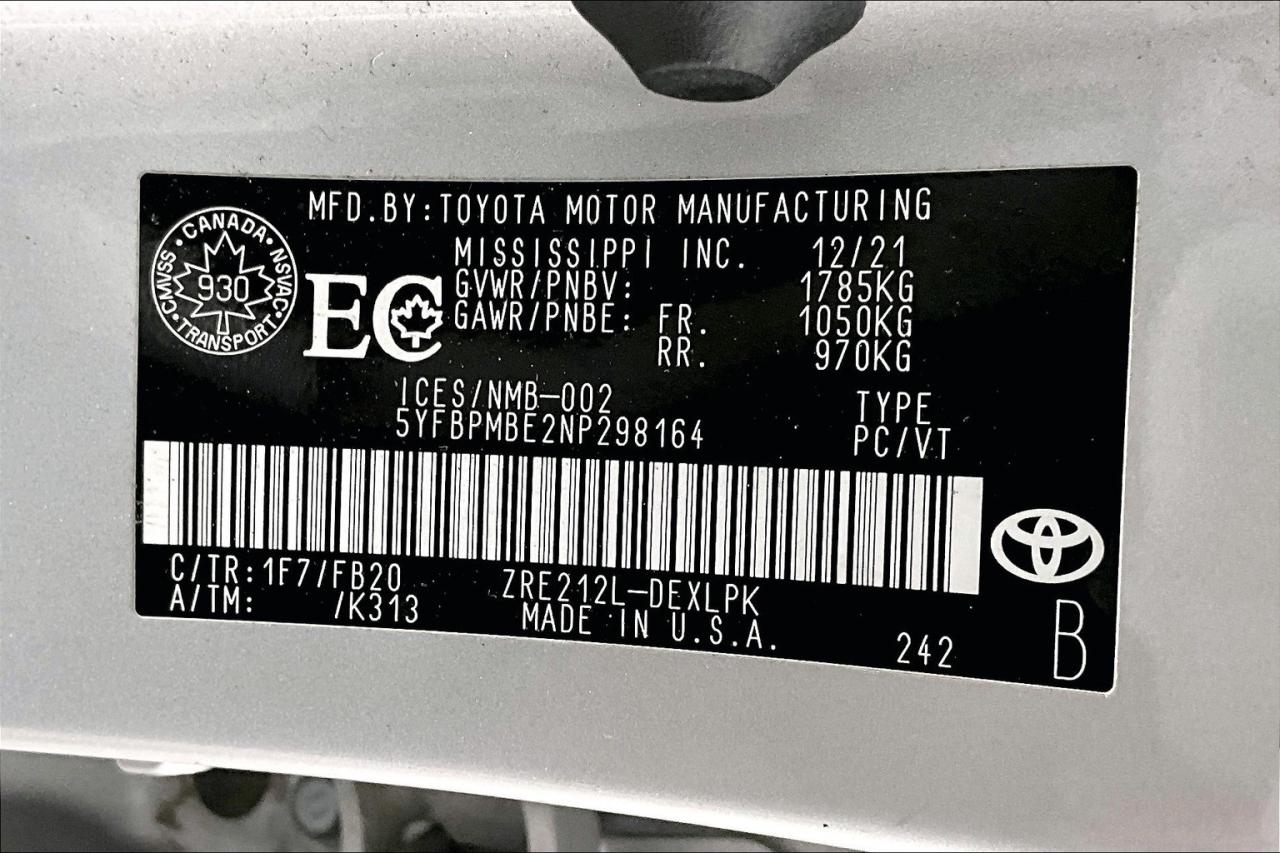 MFD.BY:TOYOTA MOTOR MANUFACTURING
MISSISSIPPI INC. 12/21
GVWR/PNBV: 1785KG
GAWR/PNBE: FR. 1050KG
RR. 970KG
CANADA
CMVSS 930 NSVAC
TRANSPORT
EC
ICES/NMB-002 TYPE
5YFBPMBE2NP298164 PC/VT
C/TR:1F7/FB20 ZRE212L-DEXLPK
A/TM: /K313 MADE IN U.S.A.
242 B